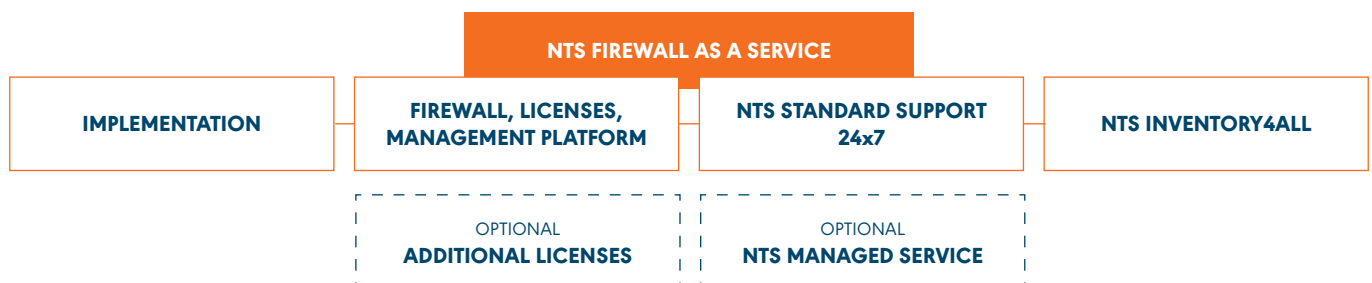 NTS FIREWALL AS A SERVICE
IMPLEMENTATION
FIREWALL, LICENSES,
MANAGEMENT PLATFORM
NTS STANDARD SUPPORT
24x7
NTS INVENTORY4ALL
OPTIONAL
ADDITIONAL LICENSES
OPTIONAL
NTS MANAGED SERVICE